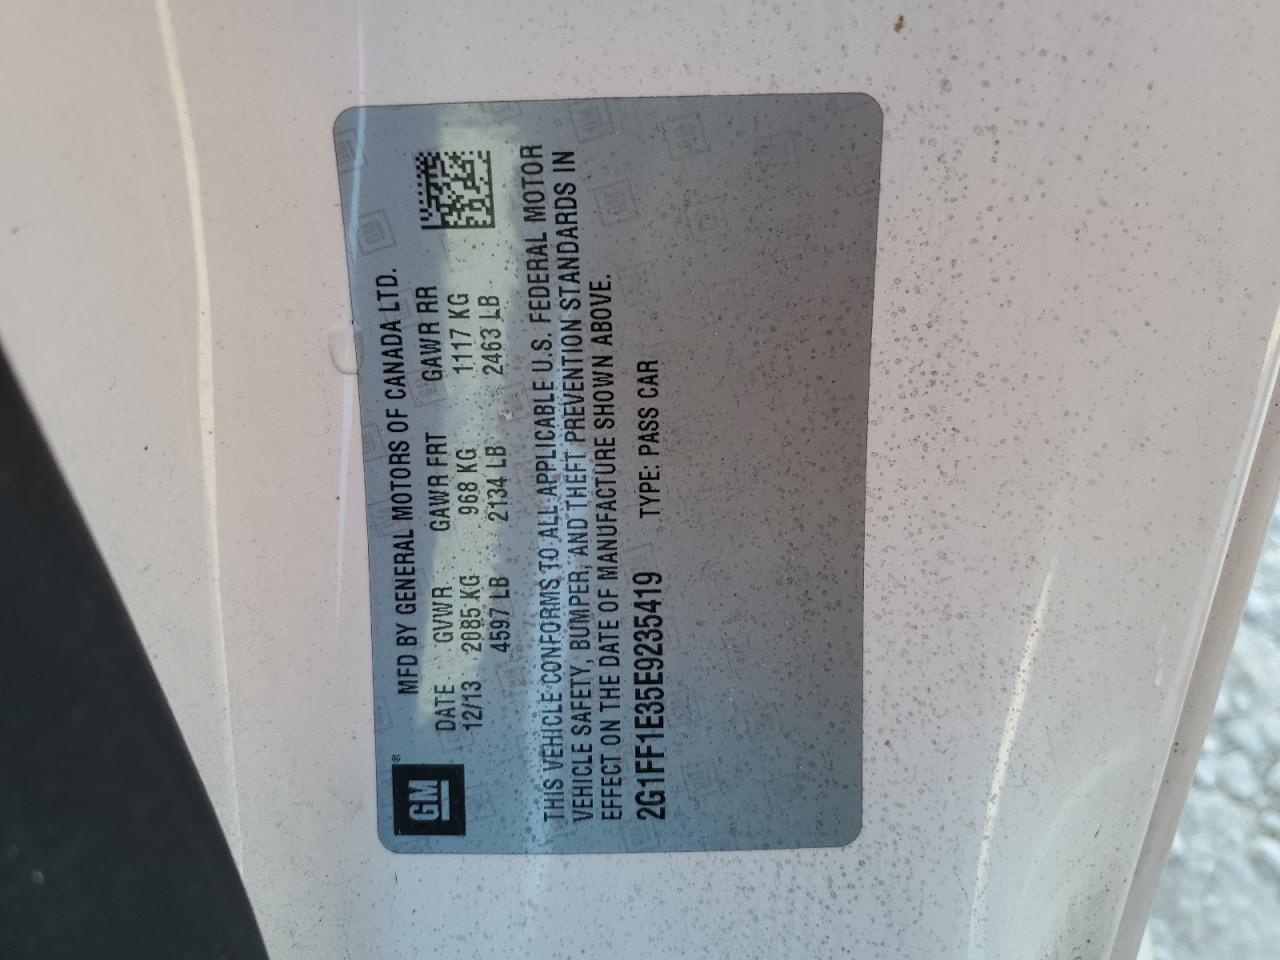 GM®
MFD BY GENERAL MOTORS OF CANADA LTD.
DATE GVWR GAWR FRT GAWR RR
12/13 2085 KG 968 KG 1117 KG
4597 LB 2134 LB 2463 LB
THIS VEHICLE CONFORMS TO ALL APPLICABLE U.S. FEDERAL MOTOR
VEHICLE SAFETY, BUMPER, AND THEFT PREVENTION STANDARDS IN
EFFECT ON THE DATE OF MANUFACTURE SHOWN ABOVE.
2G1FF1E35E9235419 TYPE: PASS CAR